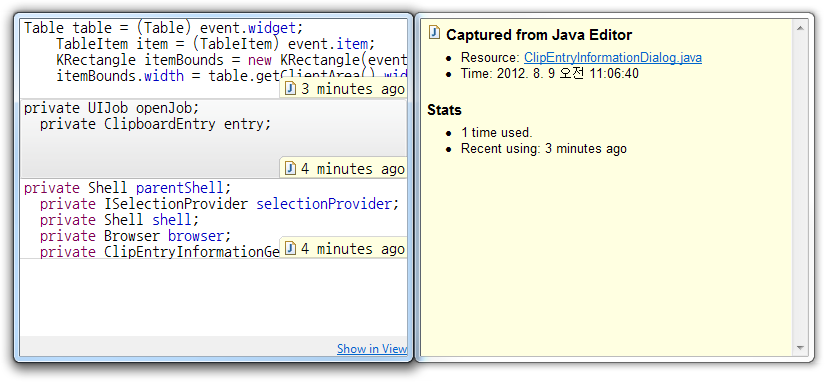 Table table = (Table) event.widget;
TableItem item = (TableItem) event.item;
KRectangle itemBounds = new KRectangle(event
itemBounds.width = table.getClientArea().wid
3 minutes ago
private UIJob openJob;
private ClipboardEntry entry;
4 minutes ago
private Shell parentShell;
private ISelectionProvider selectionProvider;
private Shell shell;
private Browser browser;
private ClipEntryInformationGe
4 minutes ago
Show in View
Captured from Java Editor
Resource: ClipEntryInformationDialog.java
Time: 2012. 8. 9 오전 11:06:40
Stats
1 time used.
Recent using: 3 minutes ago